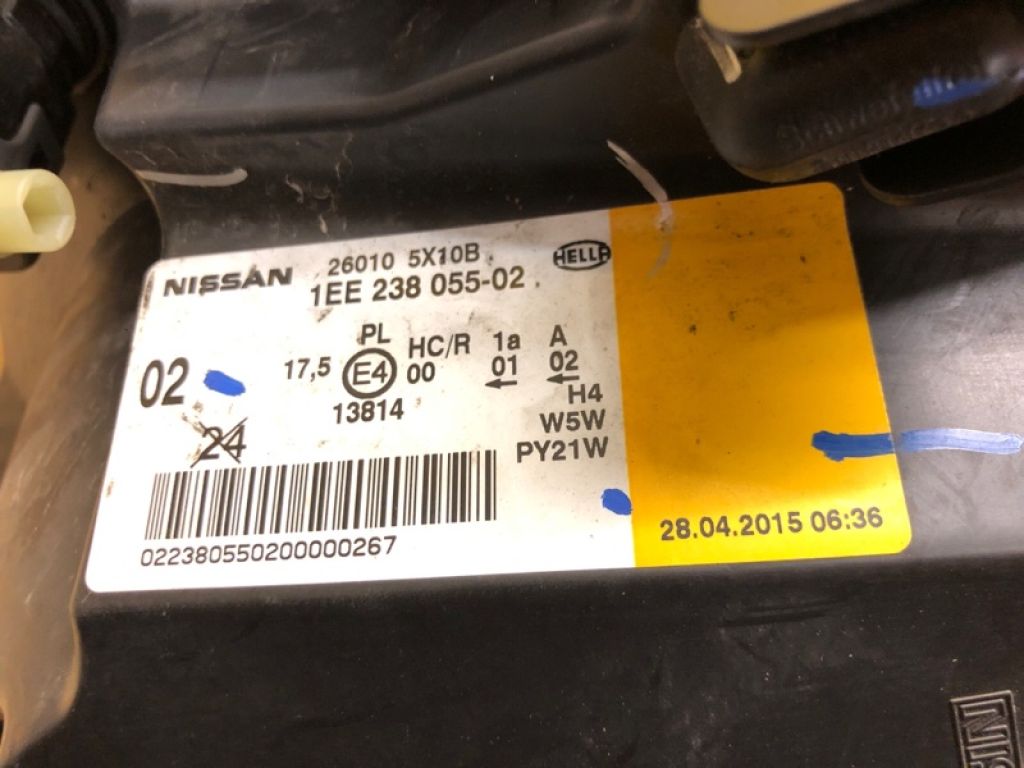 NISSAN 26010 5X10B
1EE 238 055-02
HELLA
02
17,5 PL E4 HC/R 00 1a 01 A 02
13814
H4
W5W
PY21W
24
022380550200000267
28.04.2015 06:36